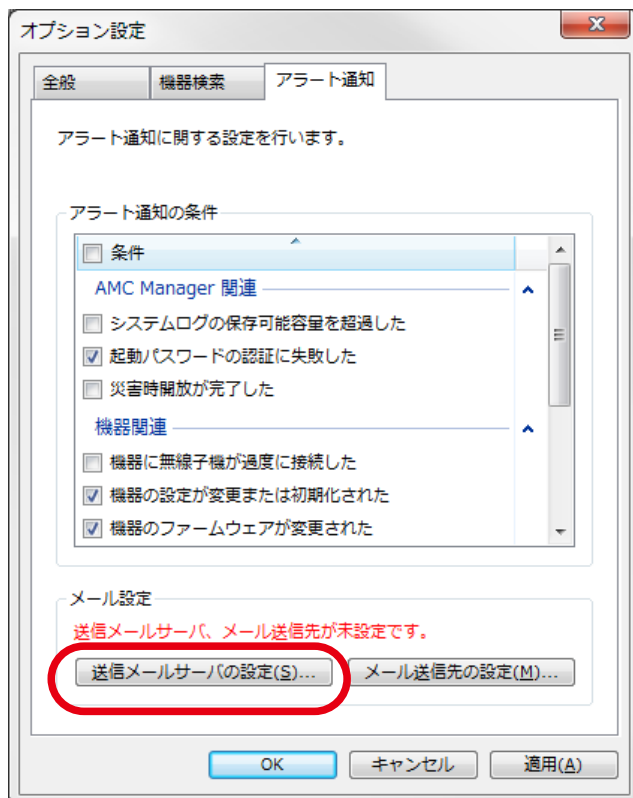 オプション設定
全般 機器検索 アラート通知
アラート通知に関する設定を行います。
アラート通知の条件
条件
AMC Manager 関連
システムログの保存可能容量を超過した
起動パスワードの認証に失敗した
災害時開放が完了した
機器関連
機器に無線子機が過度に接続した
機器の設定が変更または初期化された
機器のファームウェアが変更された
メール設定
送信メールサーバ、メール送信先が未設定です。
送信メールサーバの設定(S)... メール送信先の設定(M)...
OK キャンセル 適用(A)